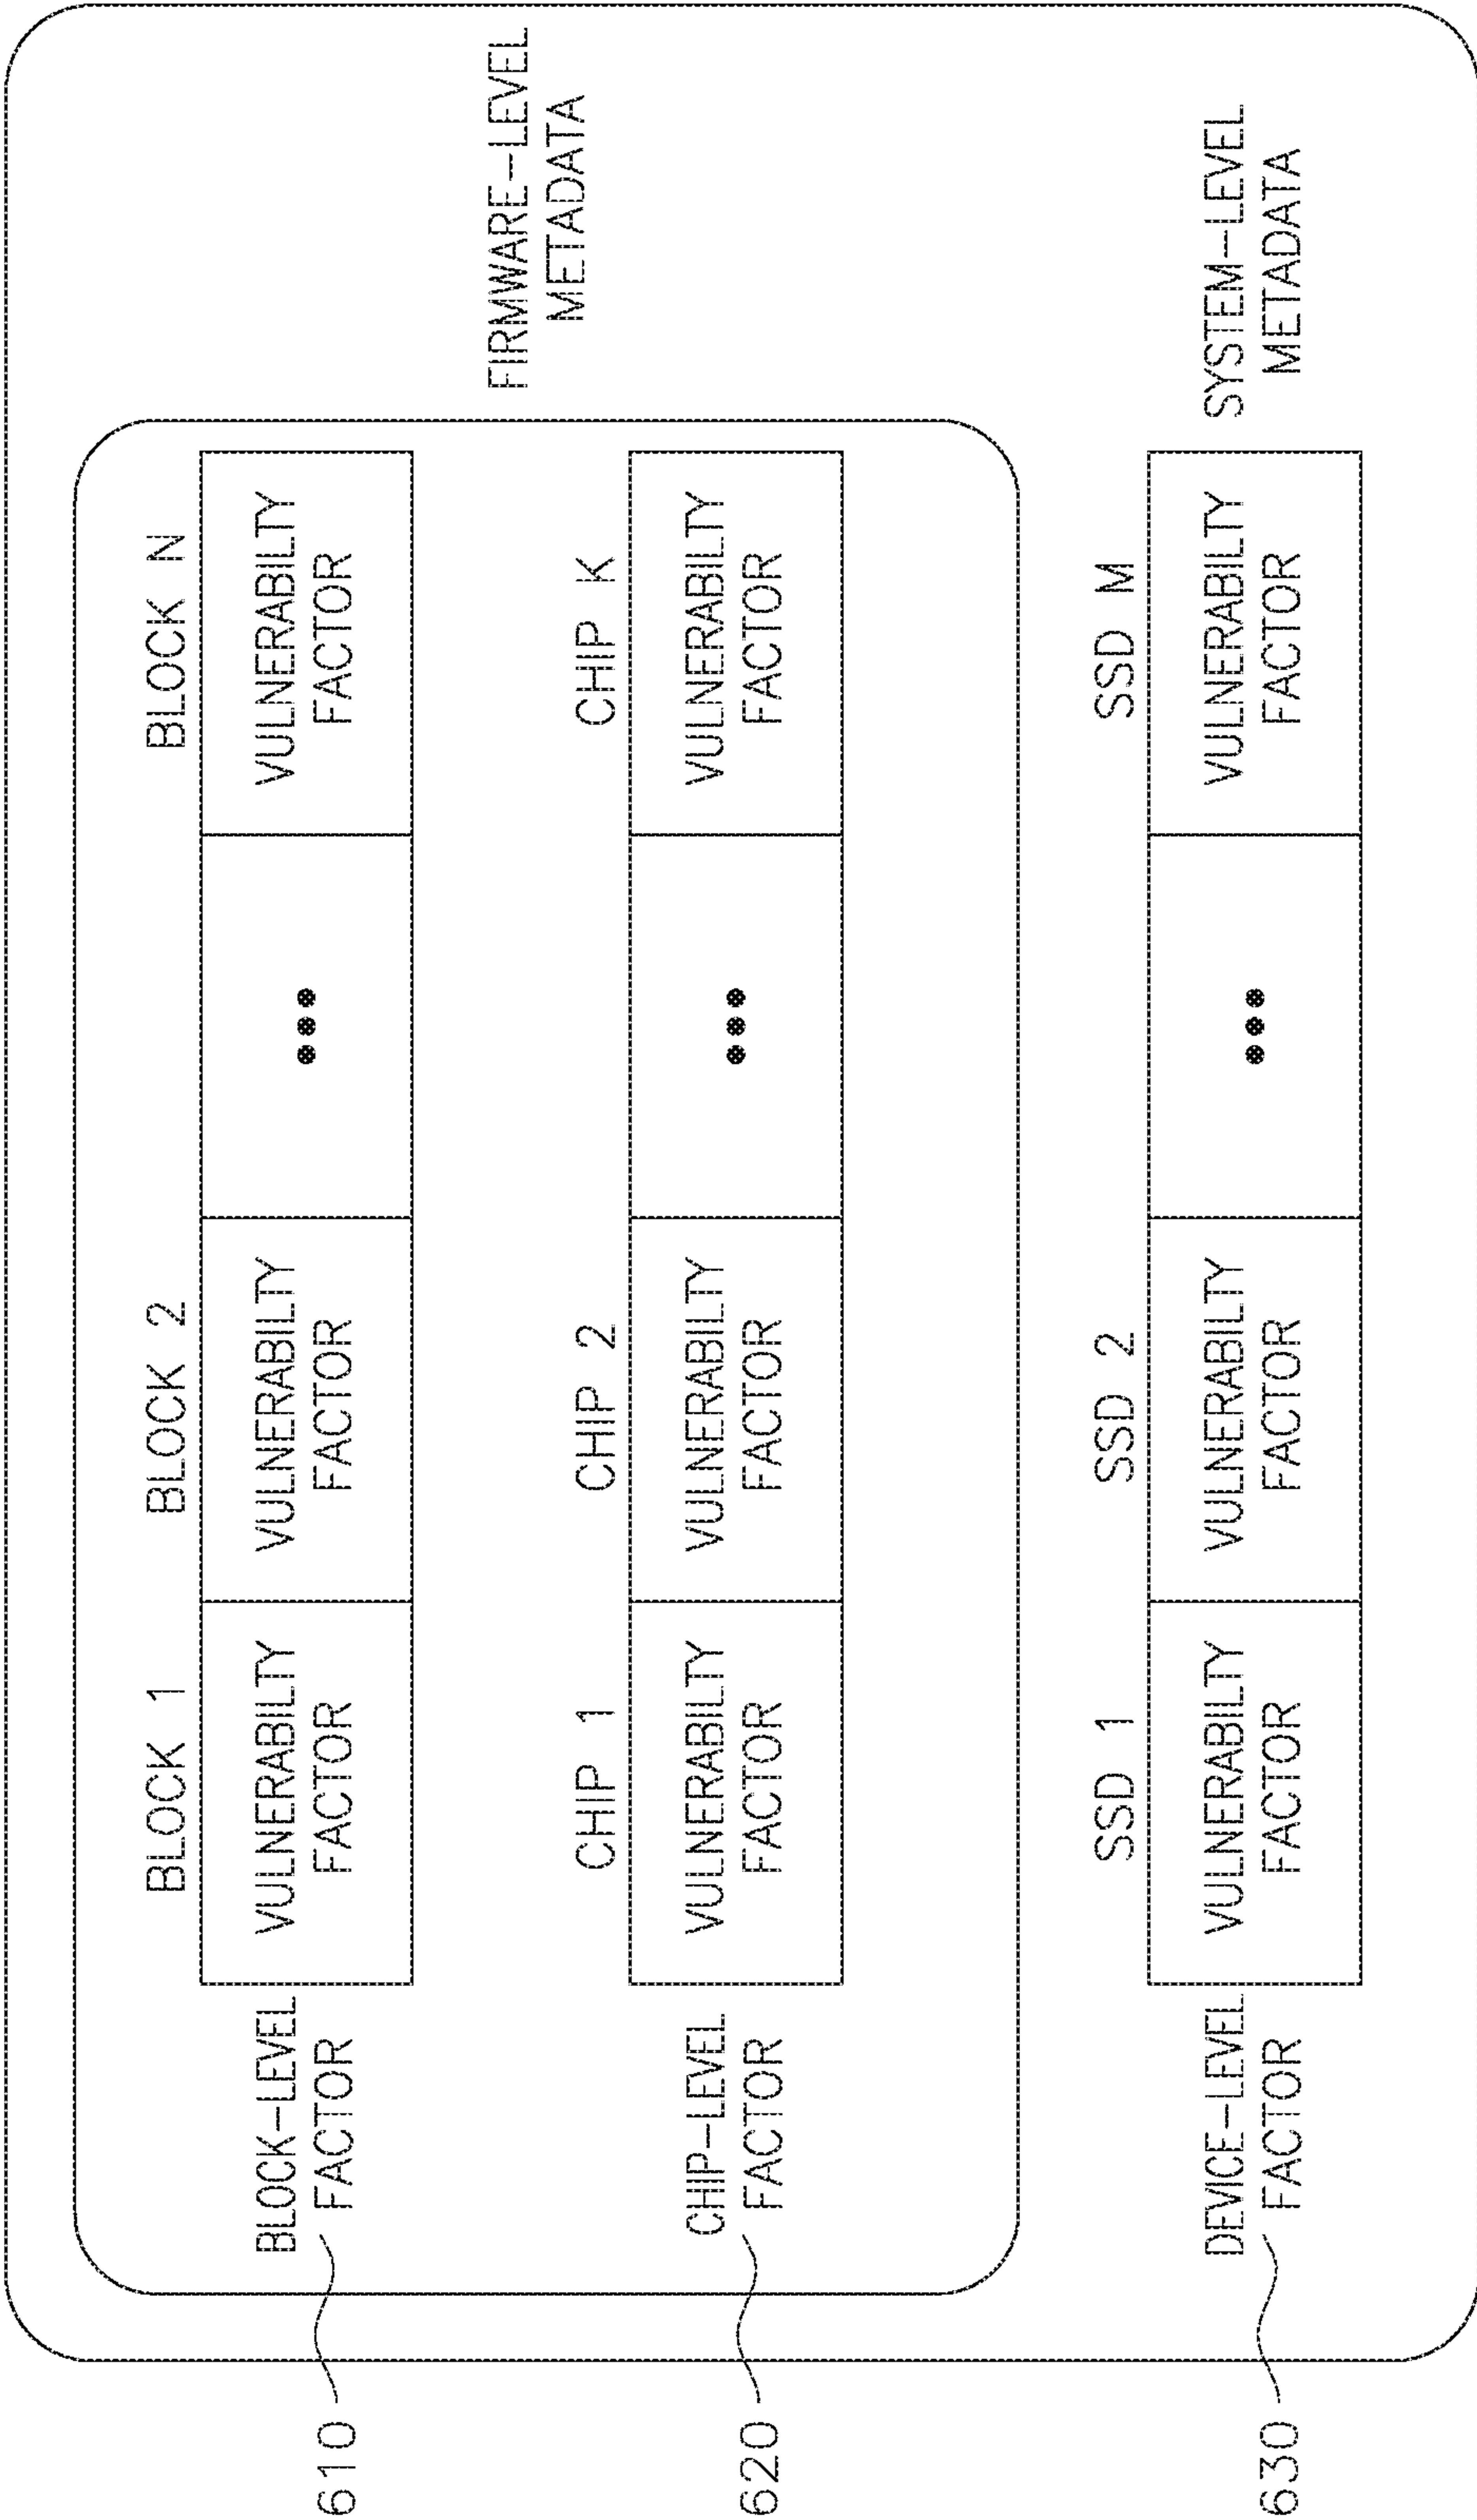 BLOCK 1
BLOCK 2
BLOCK N
610
BLOCK-LEVEL
FACTOR
VULNERABILTY
FACTOR
VULNERABILTY
FACTOR
VULNERABILTY
FACTOR
FIRMWARE-LEVEL
METADATA
CHIP 1
CHIP 2
CHIP K
620
CHIP-LEVEL
FACTOR
VULNERABILTY
FACTOR
VULNERABILTY
FACTOR
VULNERABILTY
FACTOR
SSD 1
SSD 2
SSD M
630
DEVICE-LEVEL
FACTOR
VULNERABILTY
FACTOR
VULNERABILTY
FACTOR
VULNERABILTY
FACTOR
SYSTEM-LEVEL
METADATA